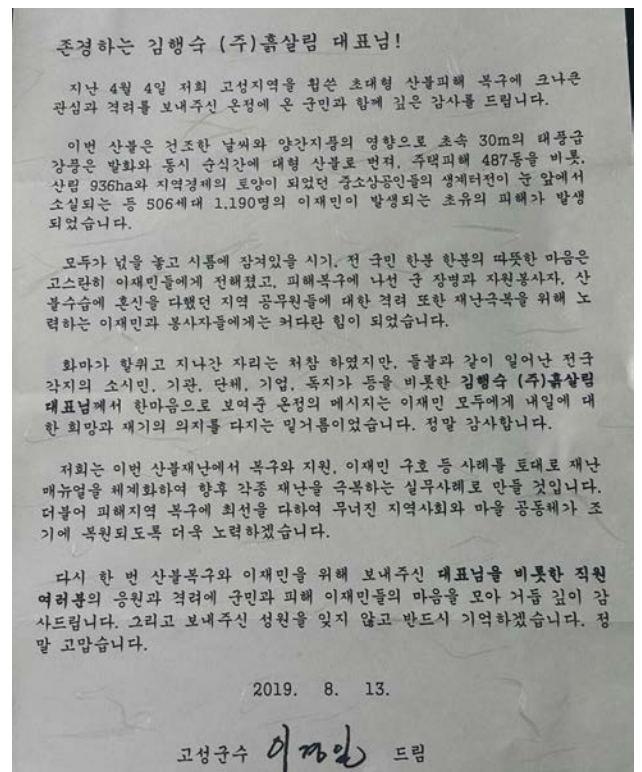 존경하는 김행숙 (주)흙살림 대표님!
지난 4월 4일 저희 고성지역을 휩쓴 초대형 산불피해 복구에 크나큰
관심과 격려를 보내주신 온정에 온 군민과 함께 깊은 감사를 드립니다.
이번 산불은 건조한 날씨와 양간지풍의 영향으로 초속 30m의 태풍급
강풍은 발화와 동시 순식간에 대형 산불로 번져, 주택피해 487동을 비롯,
산림 936ha와 지역경제의 토양이 되었던 중소상공인들의 생계터전이 눈 앞에서
소실되는 등 506세대 1,190명의 이재민이 발생되는 초유의 피해가 발생
되었습니다.
모두가 넋을 놓고 시름에 잠겨있을 시기, 전 국민 한분 한분의 따뜻한 마음은
고스란히 이재민들에게 전해졌고, 피해복구에 나선 군 장병과 자원봉사자, 산
불수습에 혼신을 다했던 지역 공무원들에 대한 격려 또한 재난극복을 위해 노
력하는 이재민과 봉사자들에게는 커다란 힘이 되었습니다.
화마가 할퀴고 지나간 자리는 처참 하였지만, 들불과 같이 일어난 전국
각지의 소시민, 기관, 단체, 기업, 독지가 등을 비롯한 김행숙 (주)흙살림
대표님께서 한마음으로 보여준 온정의 메시지는 이재민 모두에게 내일에 대
한 희망과 재기의 의지를 다지는 밑거름이었습니다. 정말 감사합니다.
저희는 이번 산불재난에서 복구와 지원, 이재민 구호 등 사례를 토대로 재난
매뉴얼을 체계화하여 향후 각종 재난을 극복하는 실무사례로 만들 것입니다.
더불어 피해지역 복구에 최선을 다하여 무너진 지역사회와 마을 공동체가 조
기에 복원되도록 더욱 노력하겠습니다.
다시 한 번 산불복구와 이재민을 위해 보내주신 대표님을 비롯한 직원
여러분의 응원과 격려에 군민과 피해 이재민들의 마음을 모아 거듭 깊이 감
사드립니다. 그리고 보내주신 성원을 잊지 않고 반드시 기억하겠습니다. 정
말 고맙습니다.
2019. 8. 13.
고성군수 이경일 드림